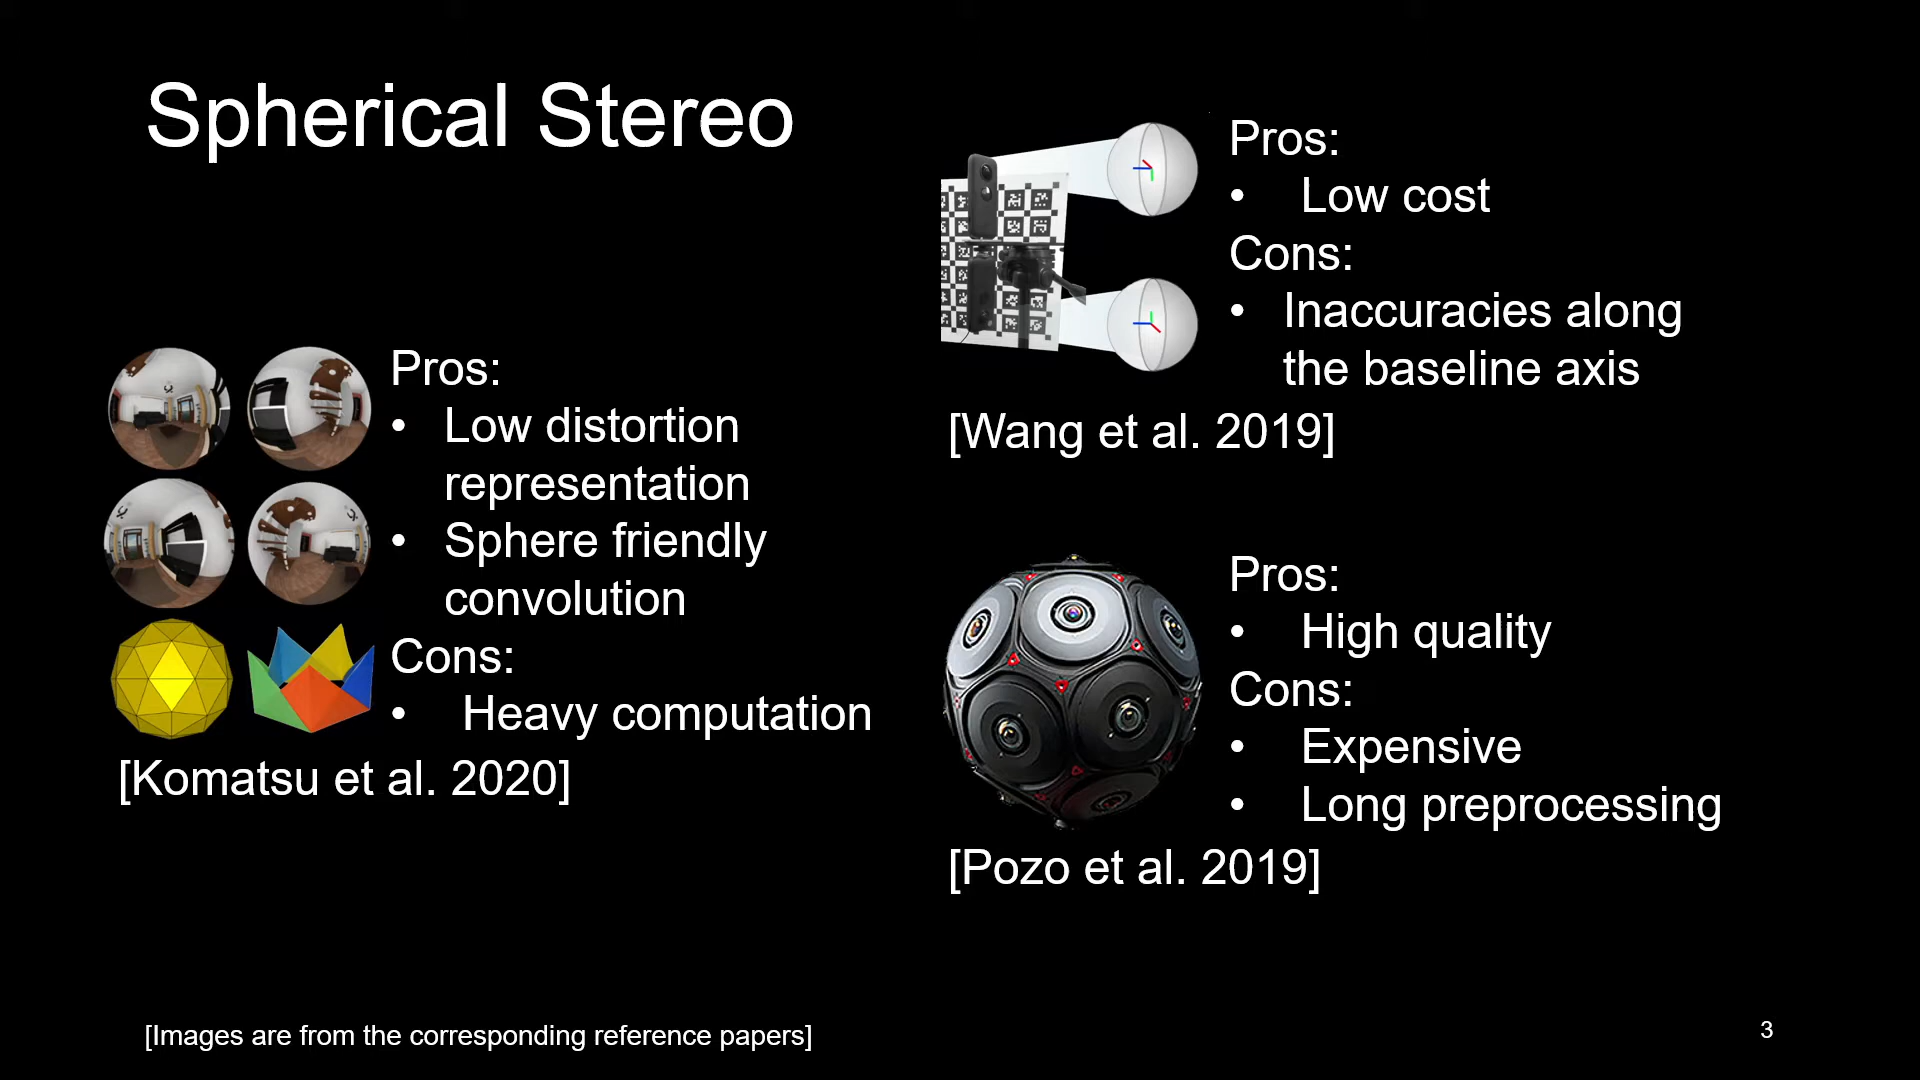 Spherical Stereo
Pros:
• Low distortion
representation
• Sphere friendly
convolution
Cons:
• Heavy computation
[Komatsu et al. 2020]
Pros:
• Low cost
Cons:
• Inaccuracies along
the baseline axis
[Wang et al. 2019]
Pros:
• High quality
Cons:
• Expensive
• Long preprocessing
[Pozo et al. 2019]
[Images are from the corresponding reference papers]
3